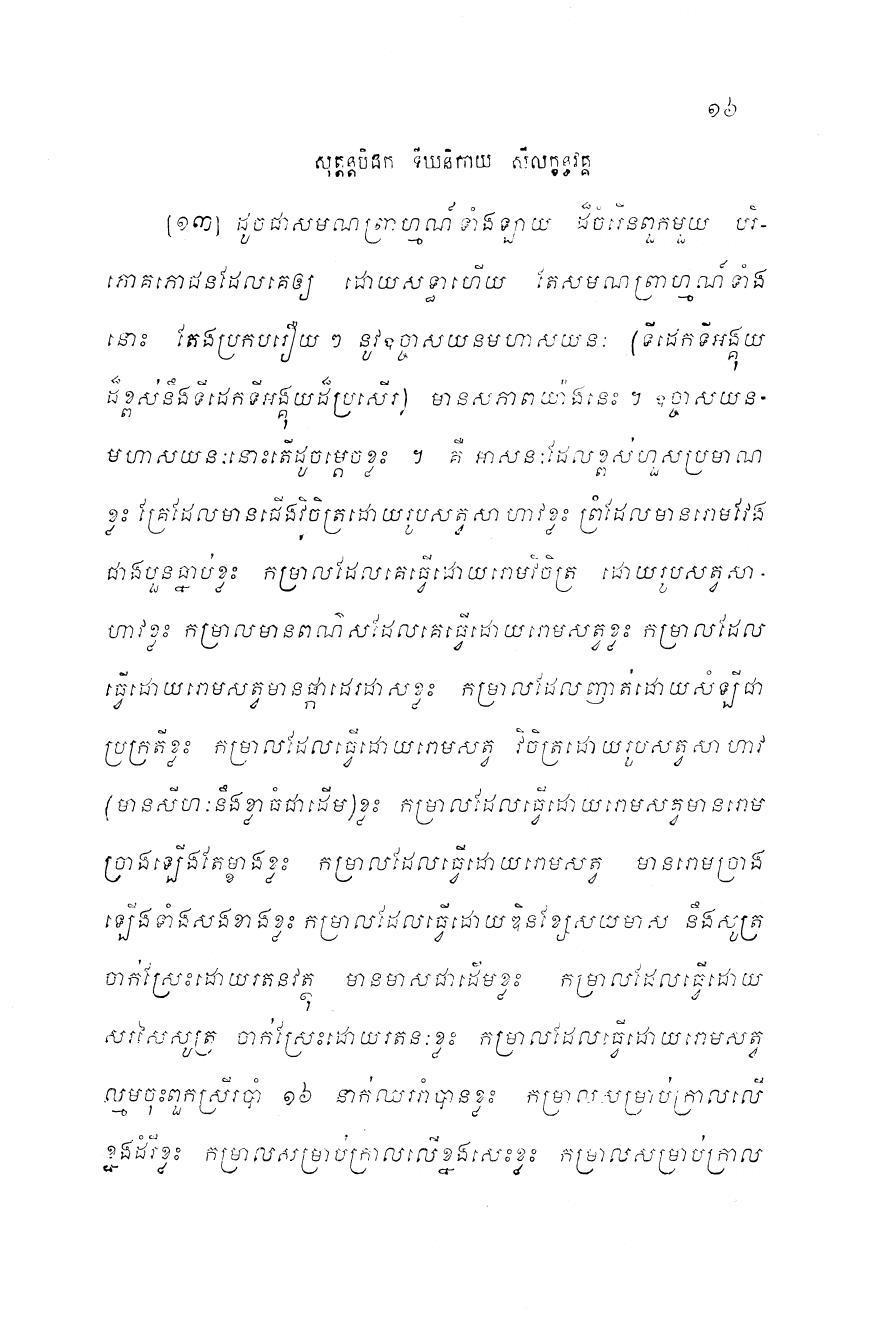 ១៦
សុត្តន្តបិដក ទីឃនិកាយ សីលក្ខន្ធវគ្គ
[១៣] ដូចជាសមណព្រាហ្មណ៍ទាំងឡាយ ដ៏ចំរើនពួកមួយ បរិ-
ភោគភោជនដែលគេឲ្យ ដោយសទ្ធាហើយ តែសមណព្រាហ្មណ៍ទាំង
នោះ តែងប្រកបរឿយ ៗ នូវឧច្ចាសយនមហាសយនៈ (ទីដេកទីអង្គុយ
ដ៏ខ្ពស់នឹងទីដេកទីអង្គុយដ៏ប្រសើរ) មានសភាពយ៉ាងនេះ ។ ឧច្ចាសយន-
មហាសយនៈនោះតើដូចម្តេចខ្លះ ។ គឺ អាសនៈដែលខ្ពស់ហួសប្រមាណ
ខ្លះ គ្រែដែលមានជើងវិចិត្រដោយរូបសត្វសាហាវខ្លះ ព្រំដែលមានរោមវែង
ជាងបួនធ្នាប់ខ្លះ កម្រាលដែលគេធ្វើដោយរោមវិចិត្រ ដោយរូបសត្វសា-
ហាវខ្លះ កម្រាលមានពណ៌សដែលគេធ្វើដោយរោមសត្វខ្លះ កម្រាលដែល
ធ្វើដោយរោមសត្វមានផ្កាដេរដាសខ្លះ កម្រាលដែលញាត់ដោយសំឡីជា
ប្រក្រតីខ្លះ កម្រាលដែលធ្វើដោយរោមសត្វ វិចិត្រដោយរូបសត្វសាហាវ
(មានសីហៈនឹងខ្លាធំជាដើម)ខ្លះ កម្រាលដែលធ្វើដោយរោមសត្វមានរោម
ច្រាងឡើងតែម្ខាងខ្លះ កម្រាលដែលធ្វើដោយរោមសត្វ មានរោមច្រាង
ឡើងទាំងសងខាងខ្លះ កម្រាលដែលធ្វើដោយឌិនខ្សែសយមាស នឹងសូត្រ
ចាក់ស្រែះដោយរតនវត្ថុ មានមាសជាដើមខ្លះ កម្រាលដែលធ្វើដោយ
សរសៃសូត្រ ចាក់ស្រែះដោយរតនៈខ្លះ កម្រាលដែលធ្វើដោយរោមសត្វ
ល្មមចុះពួកស្រីរបាំ ១៦ នាក់ឈររាំបានខ្លះ កម្រាលសម្រាប់ក្រាលលើ
ខ្នងដំរីខ្លះ កម្រាលសម្រាប់ក្រាលលើខ្នងសេះខ្លះ កម្រាលសម្រាប់ក្រាល